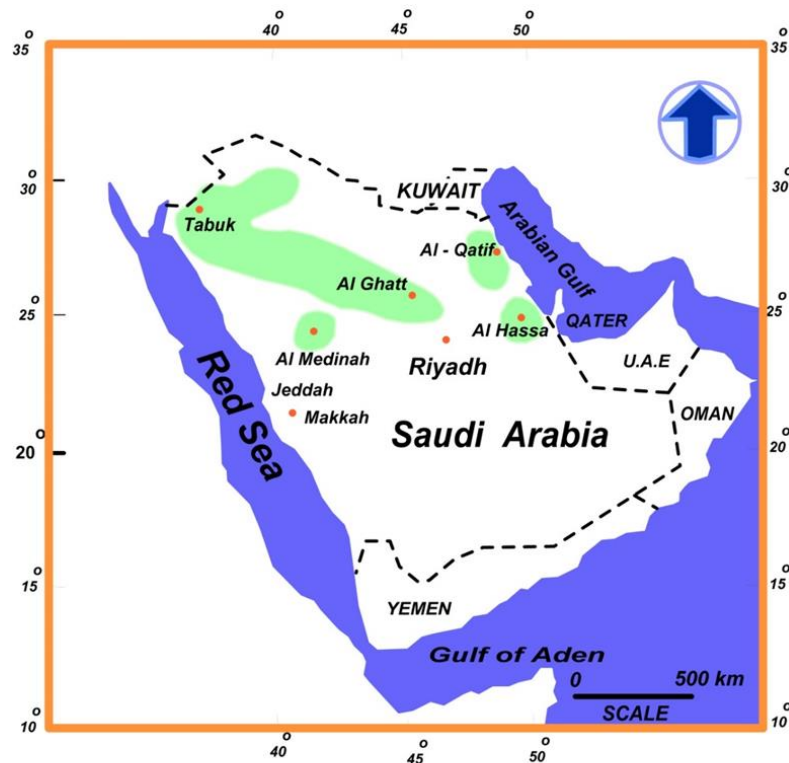 40°
45°
50°
35°
35°
30°
30°
KUWAIT
Tabuk
Arabian Gulf
Al - Qatif
Al Ghatt
25°
25°
Al Hassa
QATER
Al Medinah
Riyadh
U.A.E
Jeddah
Makkah
Red Sea
Saudi Arabia
OMAN
20°
20°
15°
15°
YEMEN
Gulf of Aden
0 500 km
SCALE
10°
10°
40°
45°
50°